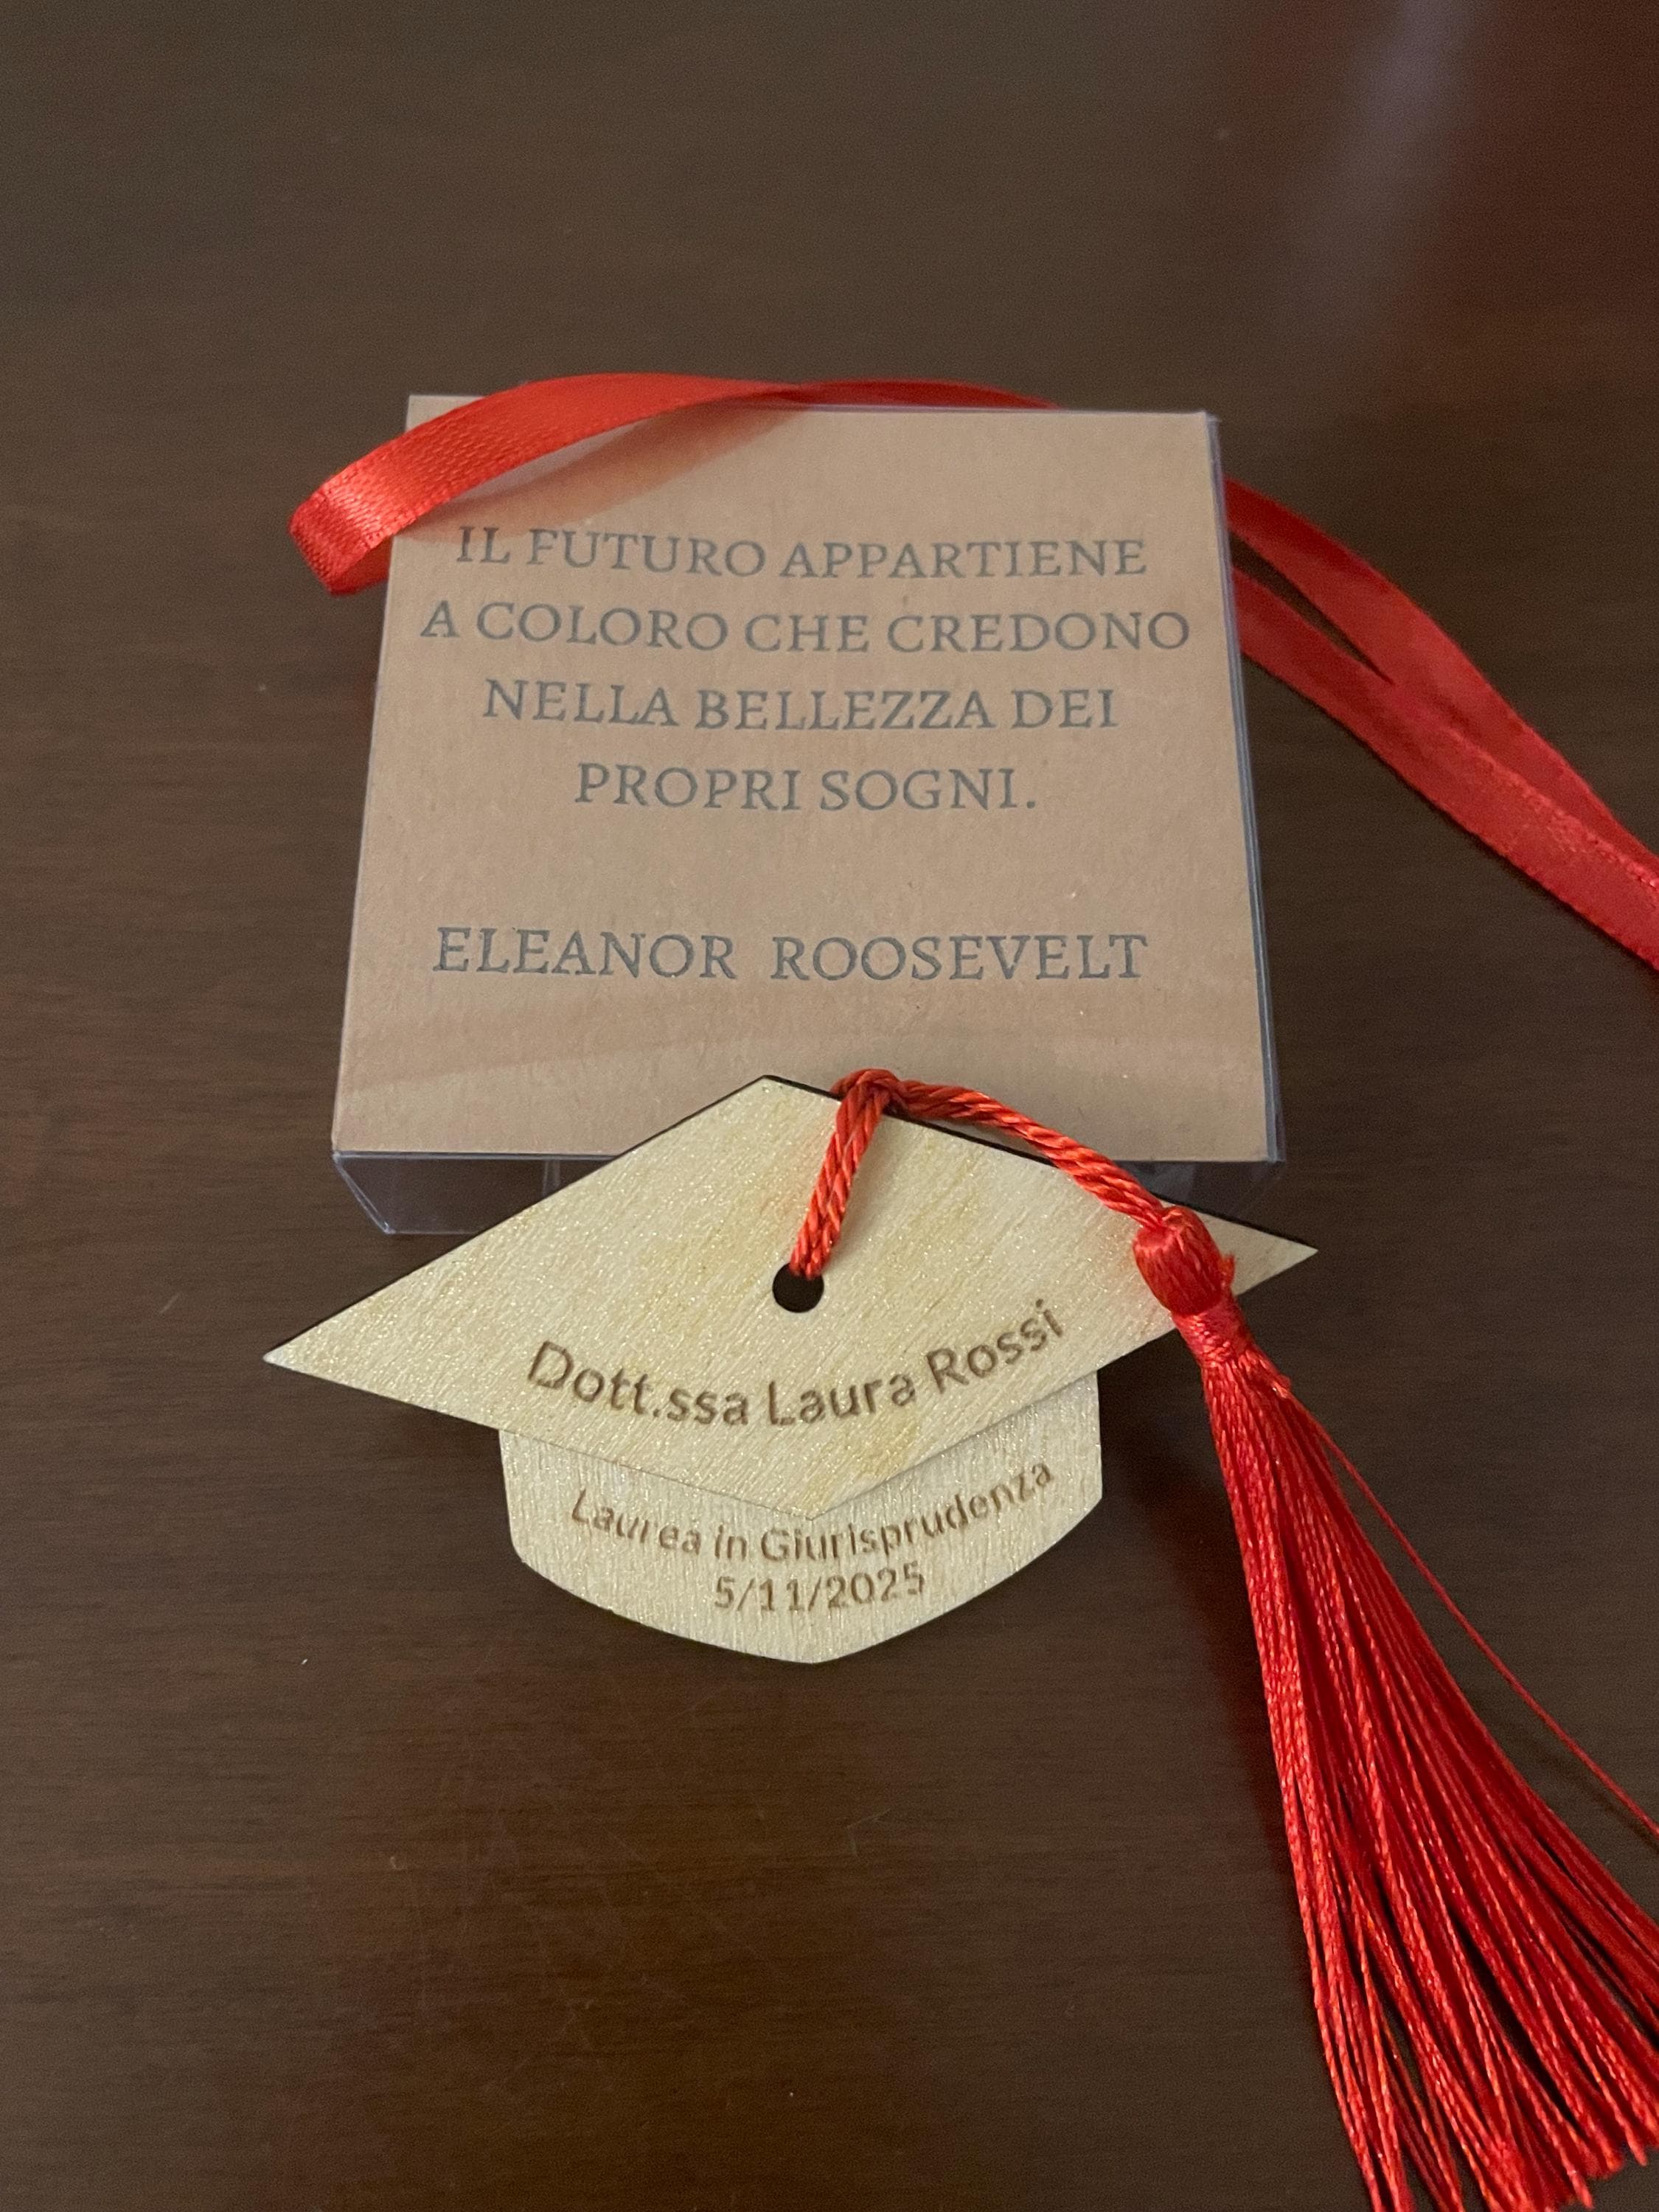 IL FUTURO APPARTIENE
A COLORO CHE CREDONO
NELLA BELLEZZA DEI
PROPRI SOGNI.
ELEANOR ROOSEVELT
Dott.ssa Laura Rossi
Laurea in Giurisprudenza
5/11/2025